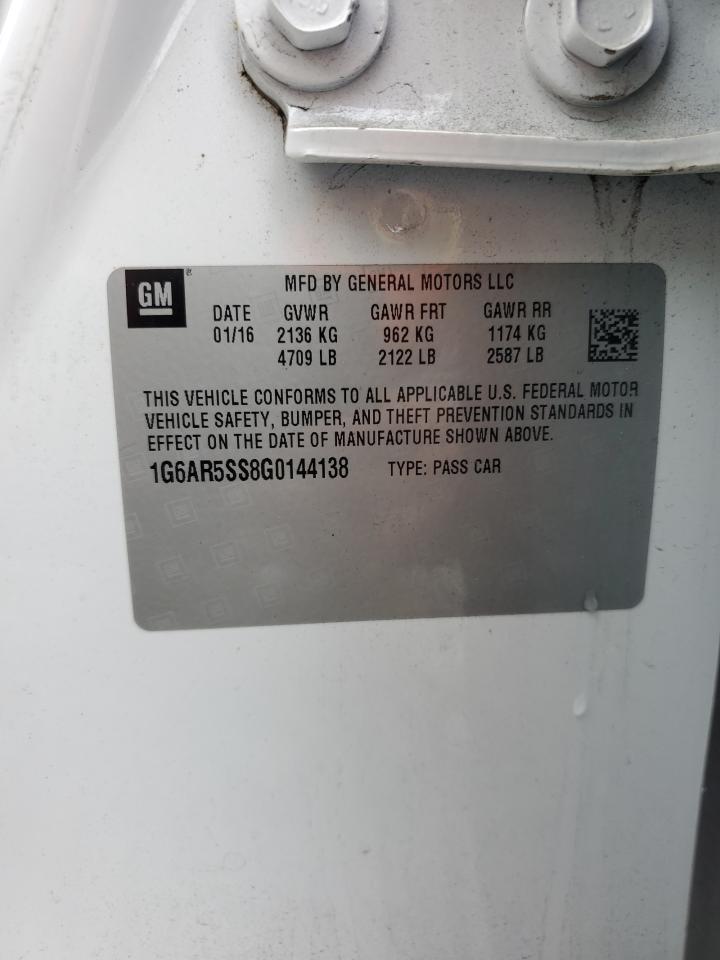 GM ®
MFD BY GENERAL MOTORS LLC
DATE GVWR GAWR FRT GAWR RR
01/16 2136 KG 962 KG 1174 KG
4709 LB 2122 LB 2587 LB
THIS VEHICLE CONFORMS TO ALL APPLICABLE U.S. FEDERAL MOTOR
VEHICLE SAFETY, BUMPER, AND THEFT PREVENTION STANDARDS IN
EFFECT ON THE DATE OF MANUFACTURE SHOWN ABOVE.
1G6AR5SS8G0144138 TYPE: PASS CAR